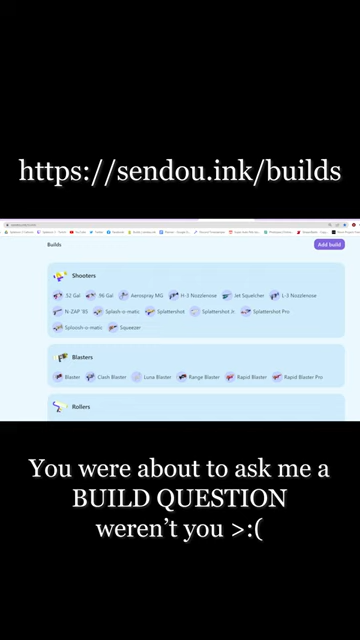 https://sendou.ink/builds
Builds
Add build
Shooters
.52 Gal .96 Gal Aerospray MG H-3 Nozzlenose Jet Squelcher L-3 Nozzlenose
N-ZAP '85 Splash-o-matic Splattershot Splattershot Jr. Splattershot Pro
Sploosh-o-matic Squeezer
Blasters
Blaster Clash Blaster Luna Blaster Range Blaster Rapid Blaster Rapid Blaster Pro
Rollers
You were about to ask me a
BUILD QUESTION
weren't you >:(